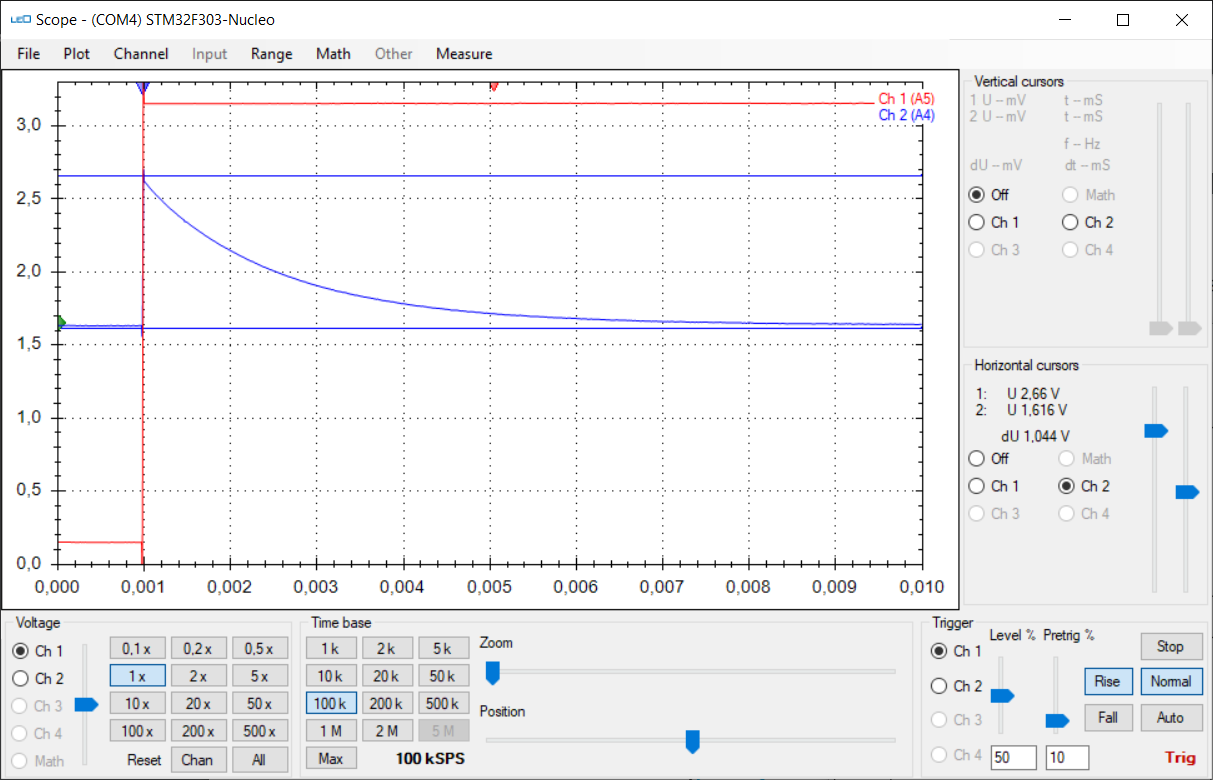 LEO Scope - (COM4) STM32F303-Nucleo
File Plot Channel Input Range Math Other Measure
Ch 1 (A5)
Ch 2 (A4)
3,0
2,5
2,0
1,5
1,0
0,5
0,0
0,000 0,001 0,002 0,003 0,004 0,005 0,006 0,007 0,008 0,009 0,010
Vertical cursors
1 U -- mV t -- mS
2 U -- mV t -- mS
f -- Hz
dU -- mV dt -- mS
Off Math
Ch 1 Ch 2
Ch 3 Ch 4
Horizontal cursors
1: U 2,66 V
2: U 1,616 V
dU 1,044 V
Off Math
Ch 1 Ch 2
Ch 3 Ch 4
Voltage
Ch 1 0,1 x 0,2 x 0,5 x
Ch 2 1 x 2 x 5 x
Ch 3 10 x 20 x 50 x
Ch 4 100 x 200 x 500 x
Math Reset Chan All
Time base
1 k 2 k 5 k
10 k 20 k 50 k
100 k 200 k 500 k
1 M 2 M 5 M
Max 100 kSPS
Zoom
Position
Trigger
Level % Pretrig %
Ch 1 Stop
Ch 2 Rise Normal
Ch 3 Fall Auto
Ch 4 50 10 Trig